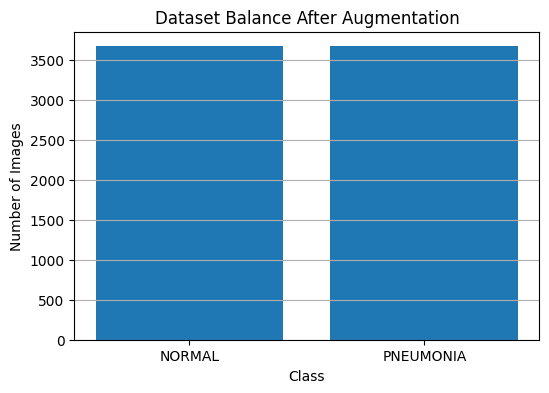 Dataset Balance After Augmentation
Number of Images
3500
3000
2500
2000
1500
1000
500
0
NORMAL PNEUMONIA
Class